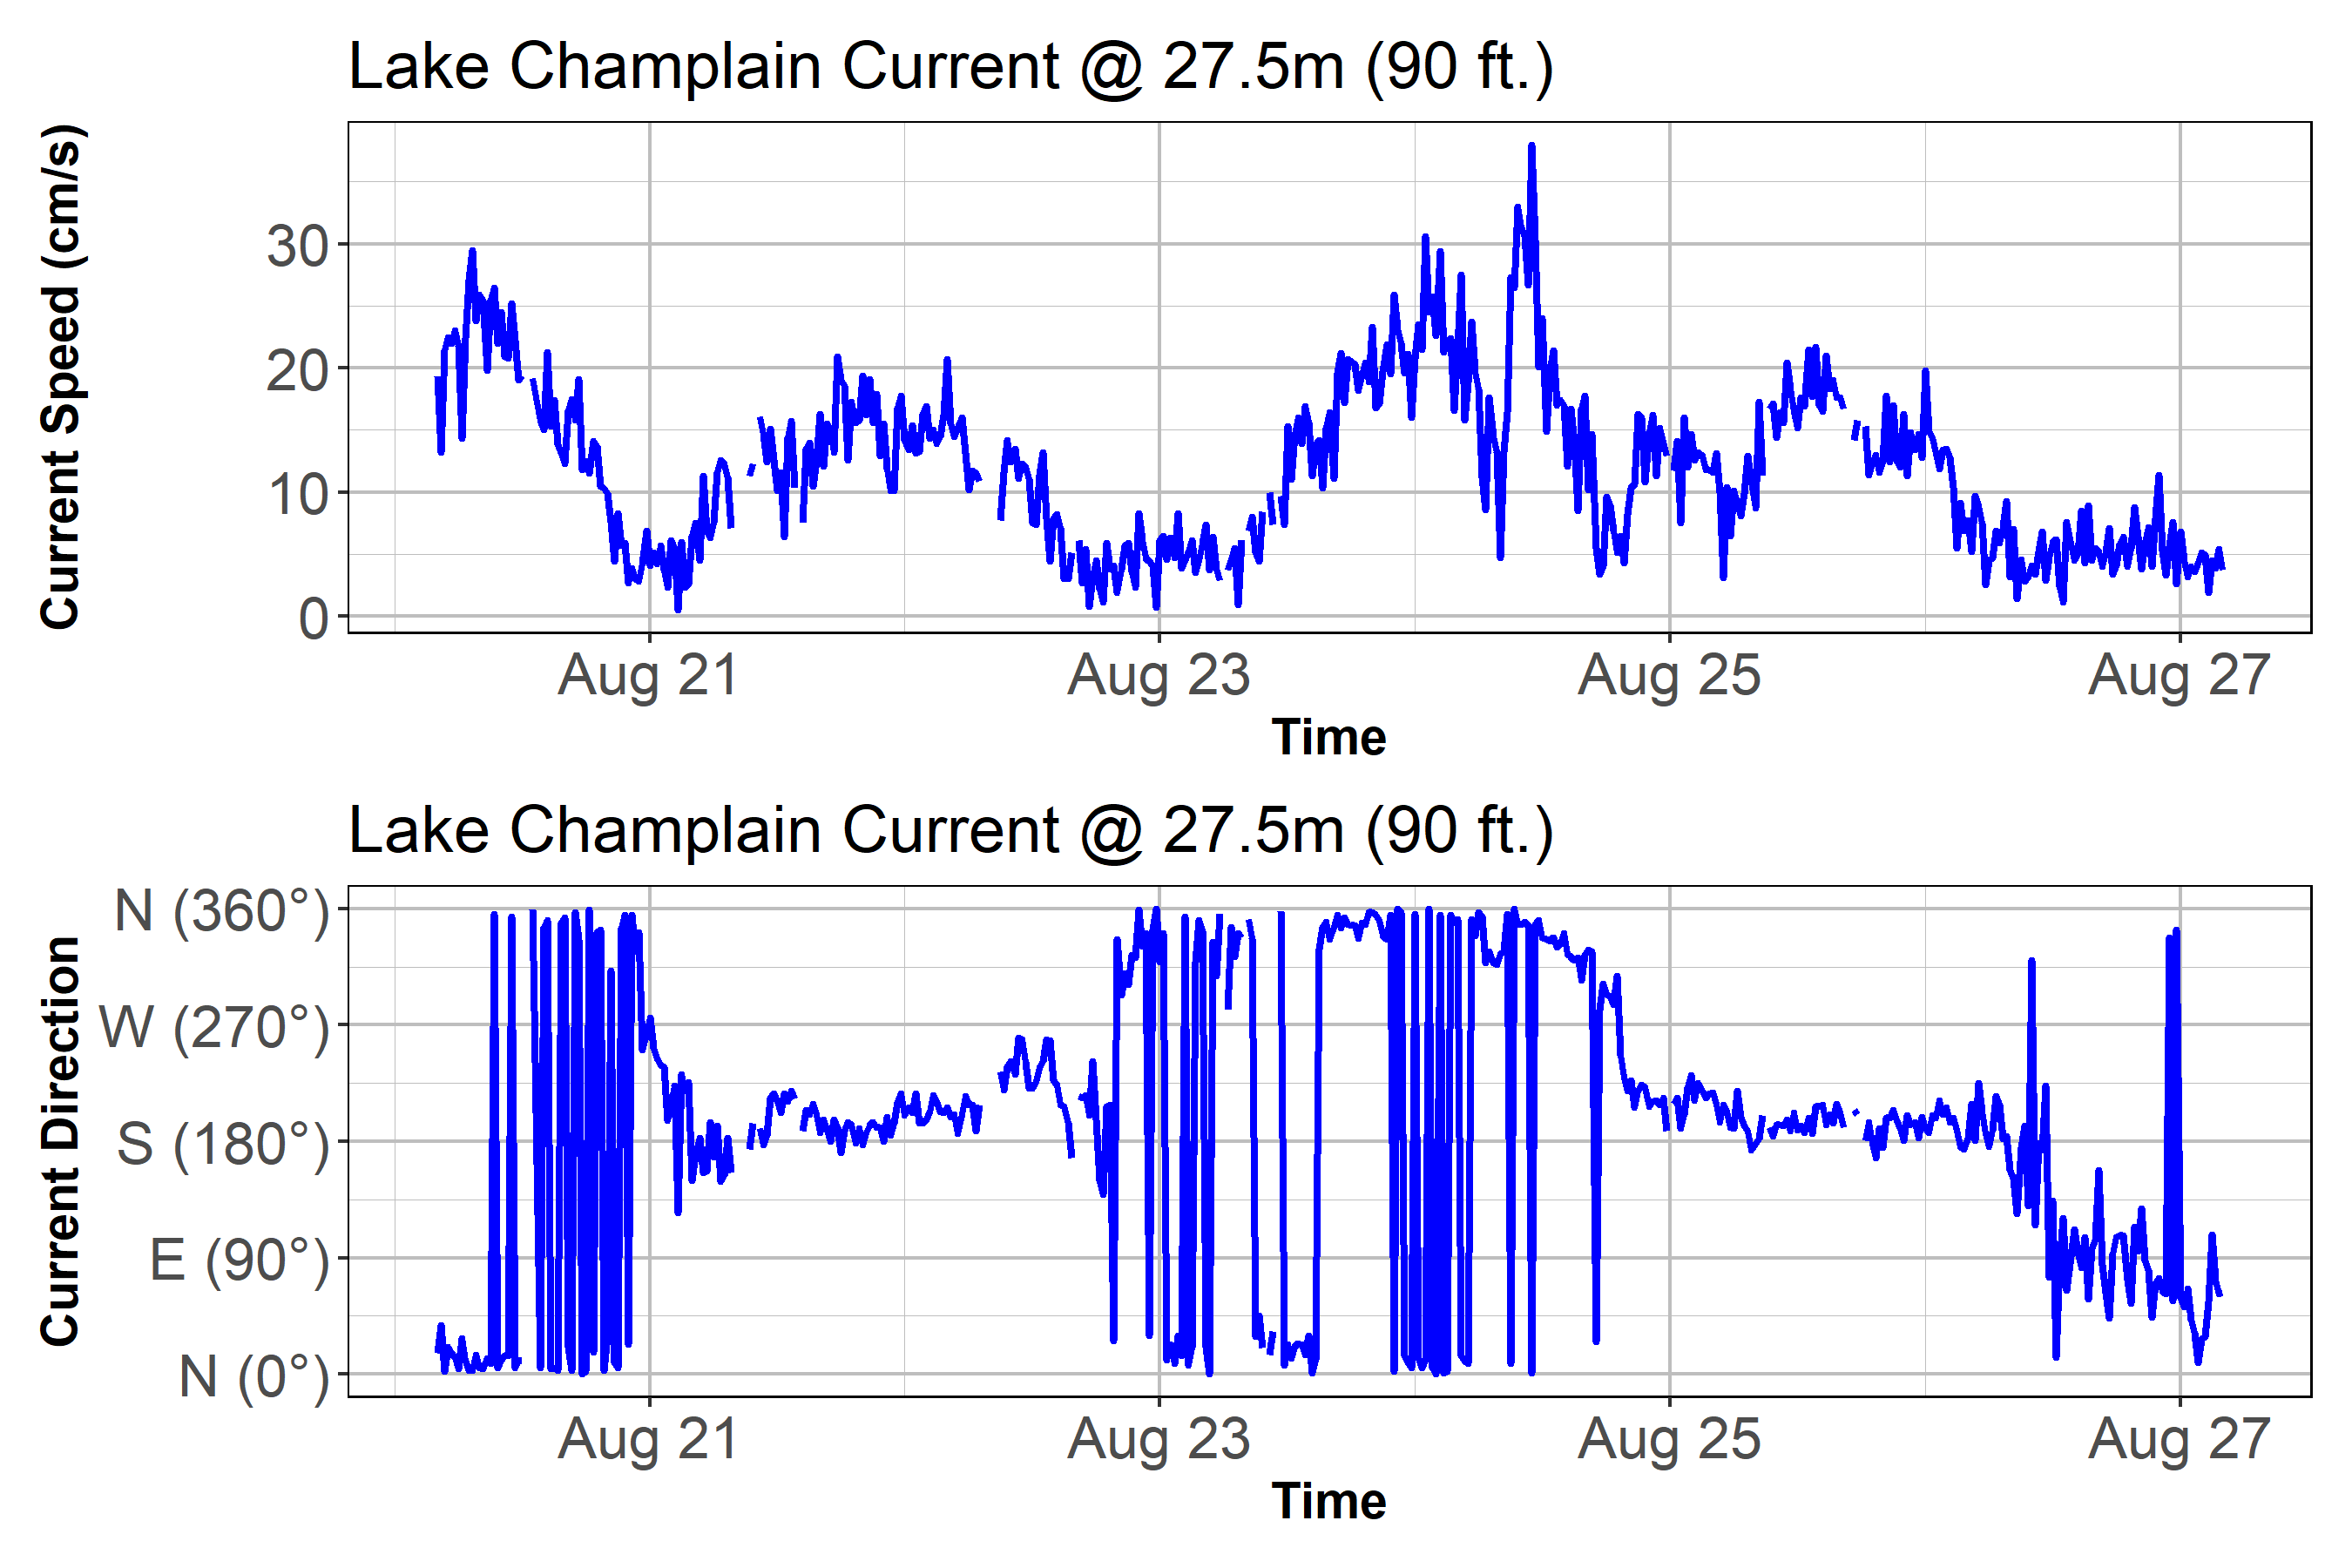 Lake Champlain Current @ 27.5m (90 ft.)
Current Speed (cm/s)
30
20
10
0
Aug 21 Aug 23 Aug 25 Aug 27
Time
Lake Champlain Current @ 27.5m (90 ft.)
Current Direction
N (360°)
W (270°)
S (180°)
E (90°)
N (0°)
Aug 21 Aug 23 Aug 25 Aug 27
Time